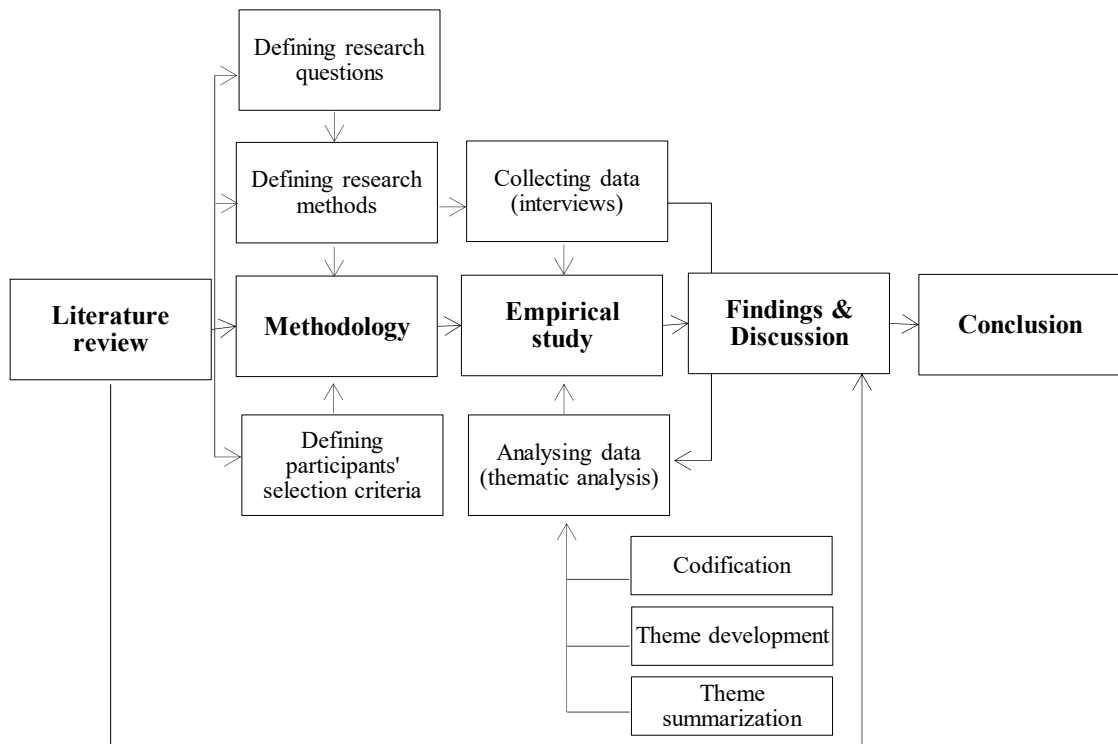 Defining research
questions
Defining research
methods
Collecting data
(interviews)
Literature
review
Methodology
Empirical
study
Findings &
Discussion
Conclusion
Defining
participants'
selection criteria
Analysing data
(thematic analysis)
Codification
Theme development
Theme
summarization